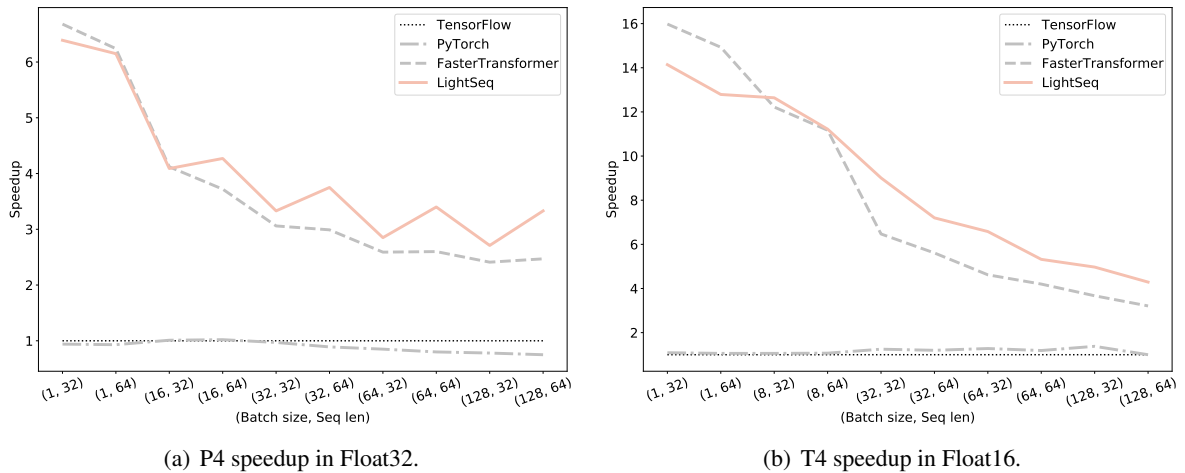 TensorFlow
PyTorch
FasterTransformer
LightSeq
Speedup
6
5
4
3
2
1
(1, 32) (1, 64) (16, 32) (16, 64) (32, 32) (32, 64) (64, 32) (64, 64) (128, 32) (128, 64)
(Batch size, Seq len)
(a) P4 speedup in Float32.
TensorFlow
PyTorch
FasterTransformer
LightSeq
Speedup
16
14
12
10
8
6
4
2
(1, 32) (1, 64) (8, 32) (8, 64) (32, 32) (32, 64) (64, 32) (64, 64) (128, 32) (128, 64)
(Batch size, Seq len)
(b) T4 speedup in Float16.